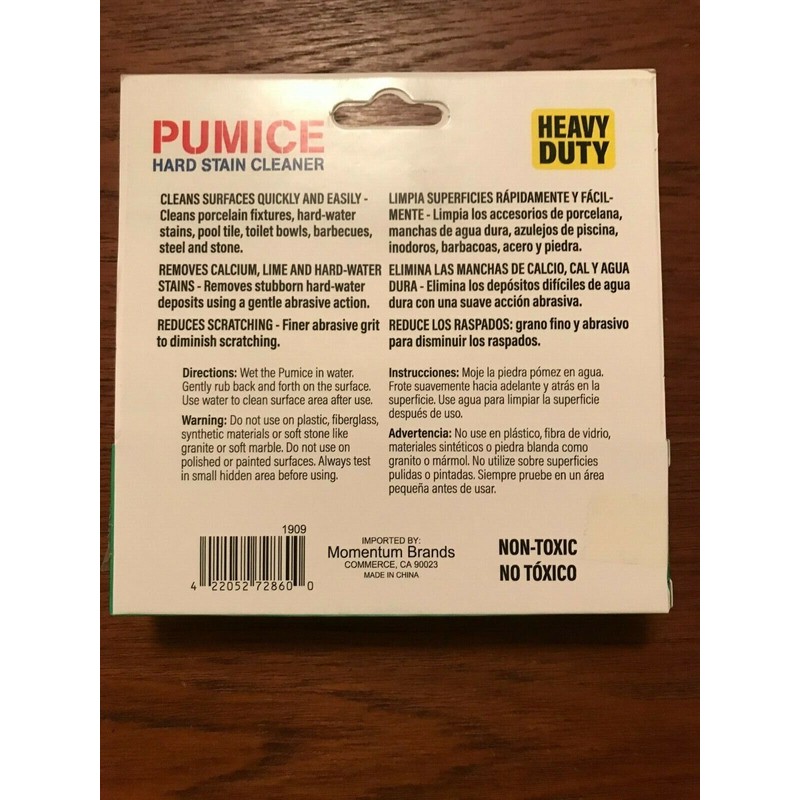 PUMICE
HARD STAIN CLEANER
HEAVY
DUTY
CLEANS SURFACES QUICKLY AND EASILY -
Cleans porcelain fixtures, hard-water
stains, pool tile, toilet bowls, barbecues,
steel and stone.
REMOVES CALCIUM, LIME AND HARD-WATER
STAINS - Removes stubborn hard-water
deposits using a gentle abrasive action.
REDUCES SCRATCHING - Finer abrasive grit
to diminish scratching.
LIMPIA SUPERFICIES RÁPIDAMENTE Y FÁCIL-
MENTE - Limpia los accesorios de porcelana,
manchas de agua dura, azulejos de piscina,
inodoros, barbacoas, acero y piedra.
ELIMINA LAS MANCHAS DE CALCIO, CAL Y AGUA
DURA - Elimina los depósitos difíciles de agua
dura con una suave acción abrasiva.
REDUCE LOS RASPADOS: grano fino y abrasivo
para disminuir los raspados.
Directions: Wet the Pumice in water.
Gently rub back and forth on the surface.
Use water to clean surface area after use.
Warning: Do not use on plastic, fiberglass,
synthetic materials or soft stone like
granite or soft marble. Do not use on
polished or painted surfaces. Always test
in small hidden area before using.
Instrucciones: Moje la piedra pómez en agua.
Frote suavemente hacia adelante y atrás en la
superficie. Use agua para limpiar la superficie
después de uso.
Advertencia: No use en plástico, fibra de vidrio,
materiales sintéticos o piedra blanda como
granito o mármol. No utilize sobre superficies
pulidas o pintadas. Siempre pruebe en un área
pequeña antes de usar.
1909
4 22052 72860 0
IMPORTED BY:
Momentum Brands
COMMERCE, CA 90023
MADE IN CHINA
NON-TOXIC
NO TÓXICO